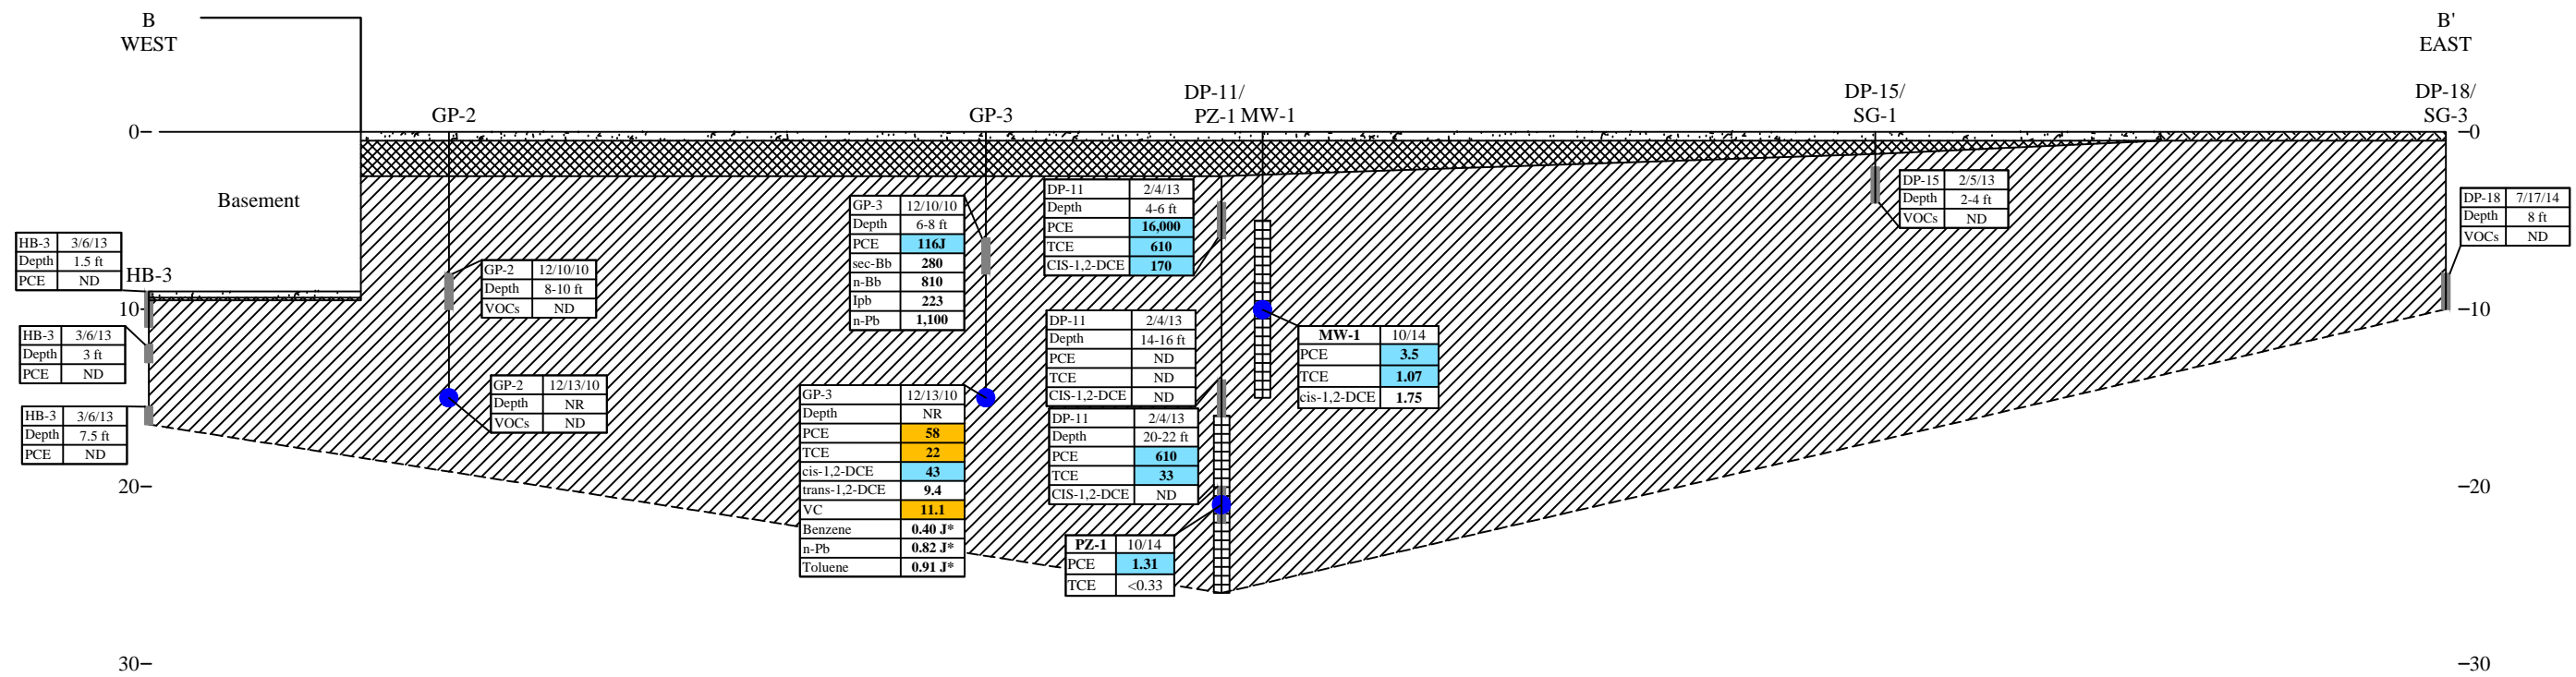 B
WEST
B'
EAST
GP-2
GP-3
DP-11/
PZ-1 MW-1
DP-15/
SG-1
DP-18/
SG-3
0
0
Basement
HB-3 3/6/13
Depth 1.5 ft
PCE ND
HB-3
10
10
HB-3 3/6/13
Depth 3 ft
PCE ND
HB-3 3/6/13
Depth 7.5 ft
PCE ND
GP-2 12/10/10
Depth 8-10 ft
VOCs ND
GP-2 12/13/10
Depth NR
VOCs ND
GP-3 12/10/10
Depth 6-8 ft
PCE 116J
sec-Bb 280
n-Bb 810
Ipb 223
n-Pb 1,100
GP-3 12/13/10
Depth NR
PCE 58
TCE 22
cis-1,2-DCE 43
trans-1,2-DCE 9.4
VC 11.1
Benzene 0.40 J*
n-Pb 0.82 J*
Toluene 0.91 J*
DP-11 2/4/13
Depth 4-6 ft
PCE 16,000
TCE 610
CIS-1,2-DCE 170
DP-11 2/4/13
Depth 14-16 ft
PCE ND
TCE ND
CIS-1,2-DCE ND
DP-11 2/4/13
Depth 20-22 ft
PCE 610
TCE 33
CIS-1,2-DCE ND
PZ-1 10/14
PCE 1.31
TCE <0.33
MW-1 10/14
PCE 3.5
TCE 1.07
cis-1,2-DCE 1.75
DP-15 2/5/13
Depth 2-4 ft
VOCs ND
DP-18 7/17/14
Depth 8 ft
VOCs ND
20
20
30
30